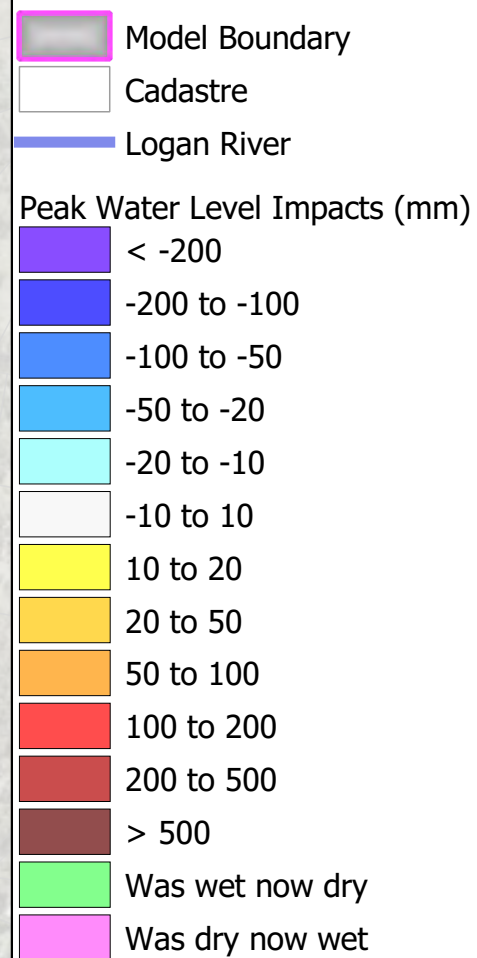 Model Boundary
Cadastre
Logan River
Peak Water Level Impacts (mm)
< -200
-200 to -100
-100 to -50
-50 to -20
-20 to -10
-10 to 10
10 to 20
20 to 50
50 to 100
100 to 200
200 to 500
> 500
Was wet now dry
Was dry now wet